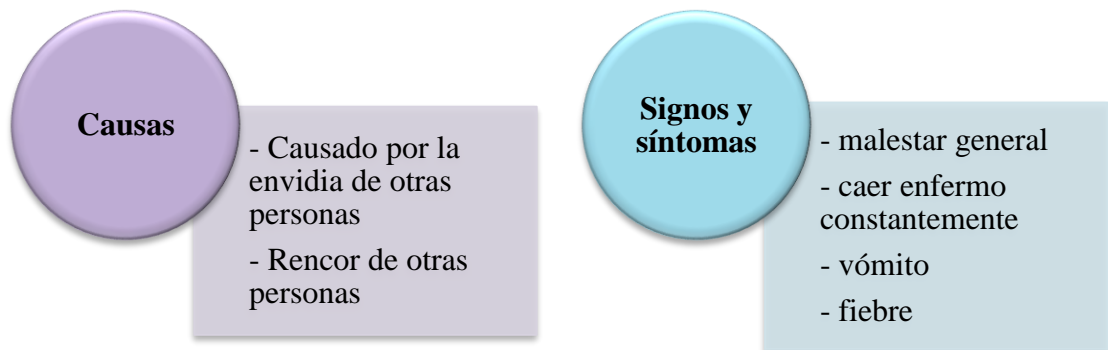 Causas
- Causado por la
envidia de otras
personas
- Rencor de otras
personas
Signos y
síntomas
- malestar general
- caer enfermo
constantemente
- vómito
- fiebre